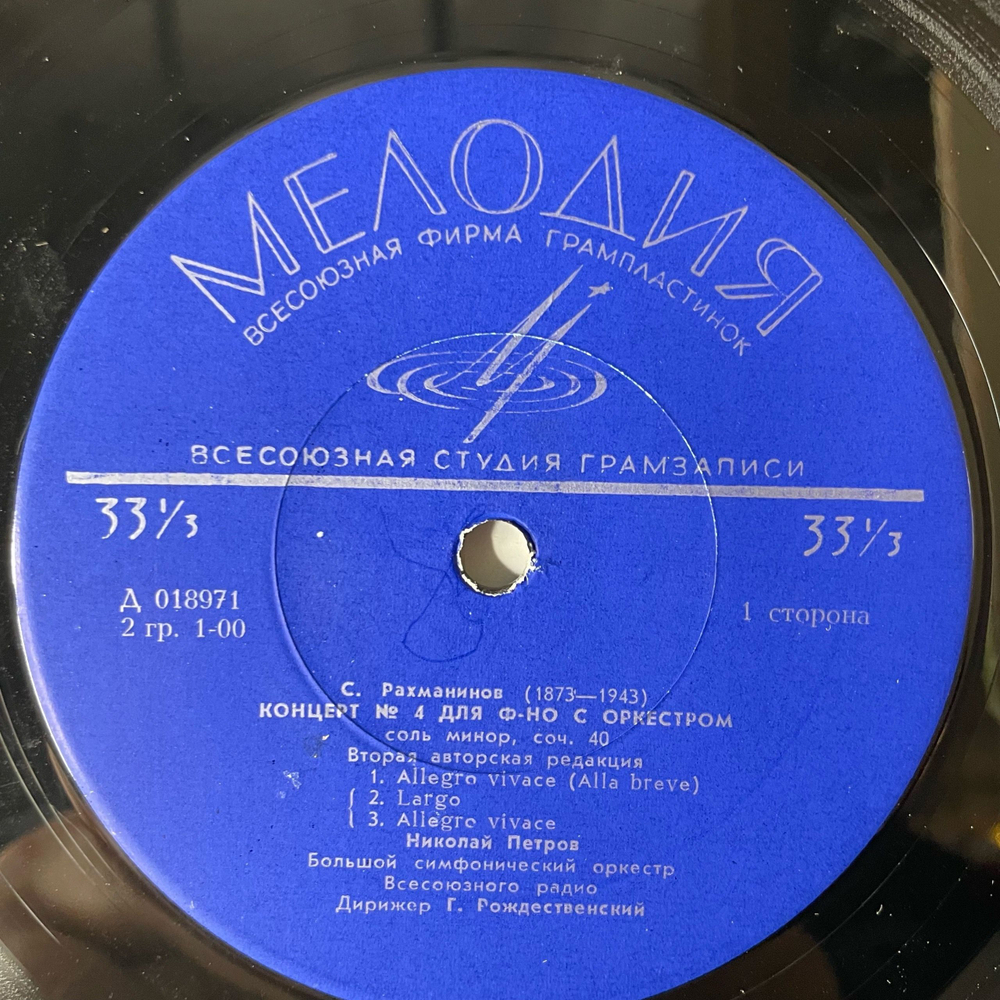 МЕЛОДИЯ
ВСЕСОЮЗНАЯ ФИРМА ГРАМПЛАСТИНОК
ВСЕСОЮЗНАЯ СТУДИЯ ГРАМЗАПИСИ
33⅓ 33⅓
Д 018971
2 гр. 1-00
1 сторона
С. Рахманинов (1873—1943)
КОНЦЕРТ № 4 ДЛЯ Ф-НО С ОРКЕСТРОМ
соль минор, соч. 40
Вторая авторская редакция
1. Allegro vivace (Alla breve)
2. Largo
3. Allegro vivace
Николай Петров
Большой симфонический оркестр
Всесоюзного радио
Дирижер Г. Рождественский